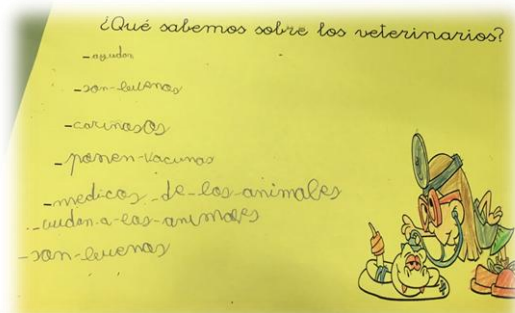 ¿Qué sabemos sobre los veterinarios?
- ayudan
- son-buenos
- cariñosos
- ponen-vacunas
- medicos-de-los-animales
- cuidan-a-los-animales
- son-buenos